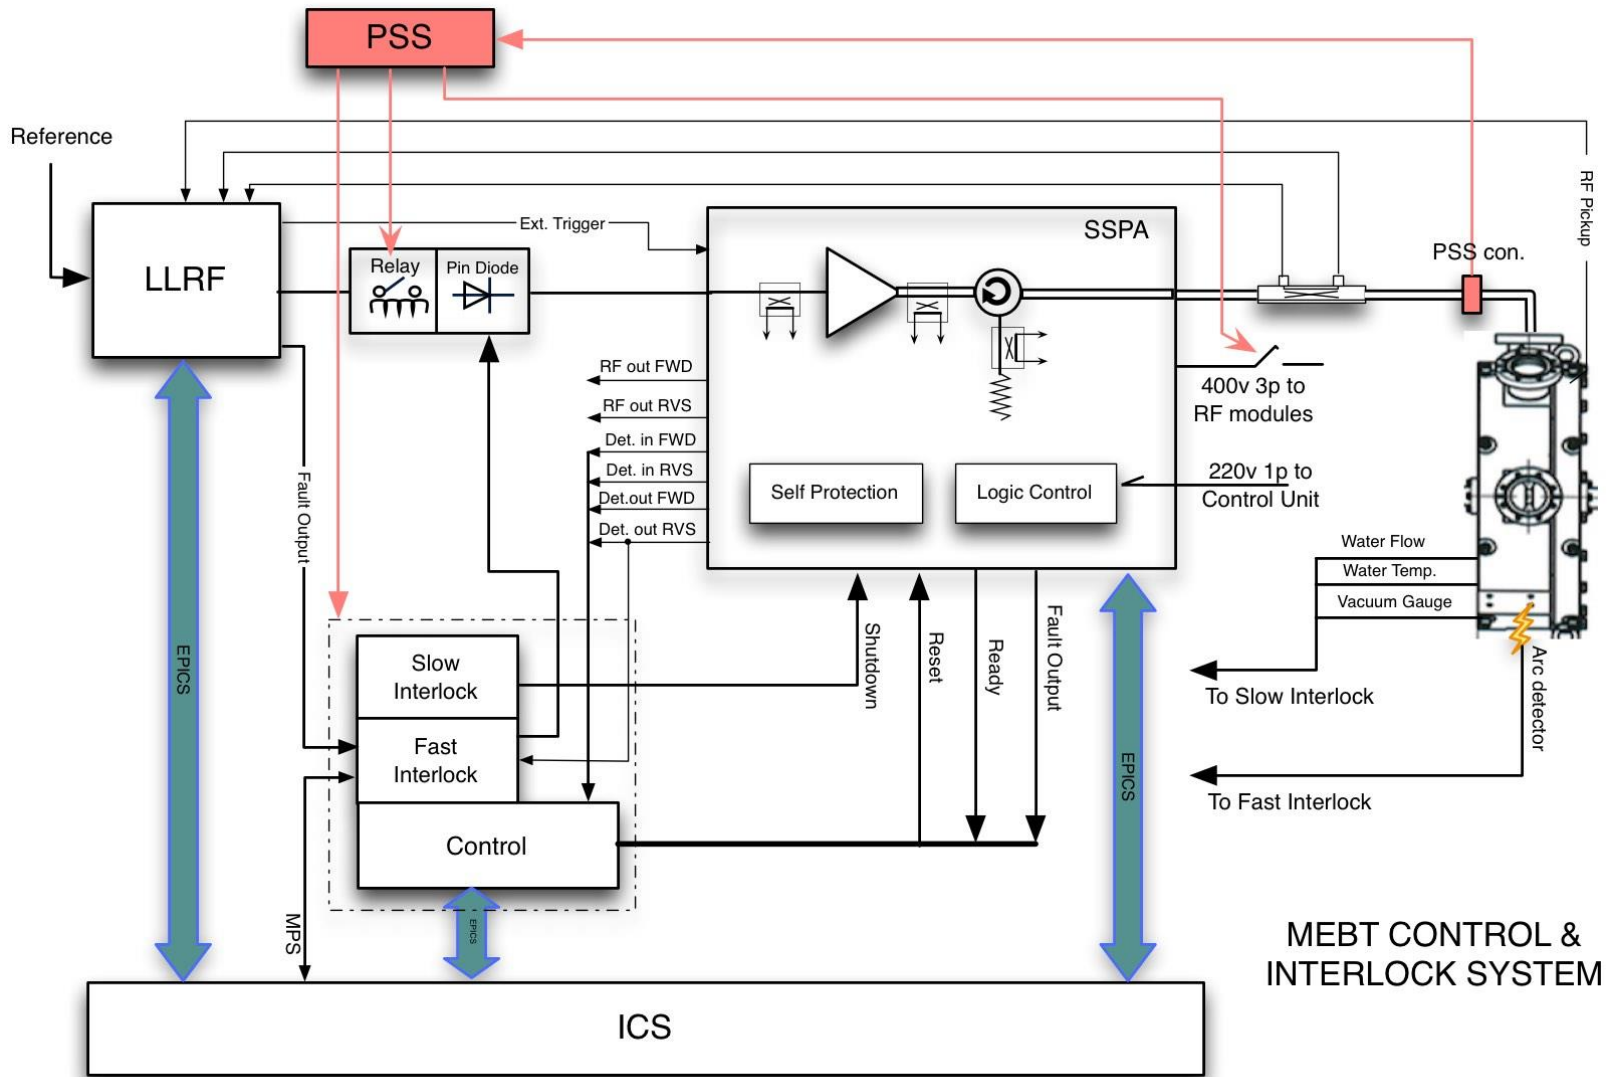 PSS
Reference
RF Pickup
Ext. Trigger
SSPA
PSS con.
LLRF
Relay
Pin Diode
RF out FWD
RF out RVS
Det. in FWD
Det. in RVS
Det.out FWD
Det. out RVS
400v 3p to
RF modules
Self Protection
Logic Control
220v 1p to
Control Unit
Fault Output
Water Flow
Water Temp.
Vacuum Gauge
Arc detector
To Slow Interlock
To Fast Interlock
Shutdown
Reset
Ready
Fault Output
Slow
Interlock
Fast
Interlock
Control
EPICS
EPICS
EPICS
MPS
MEBT CONTROL &
INTERLOCK SYSTEM
ICS